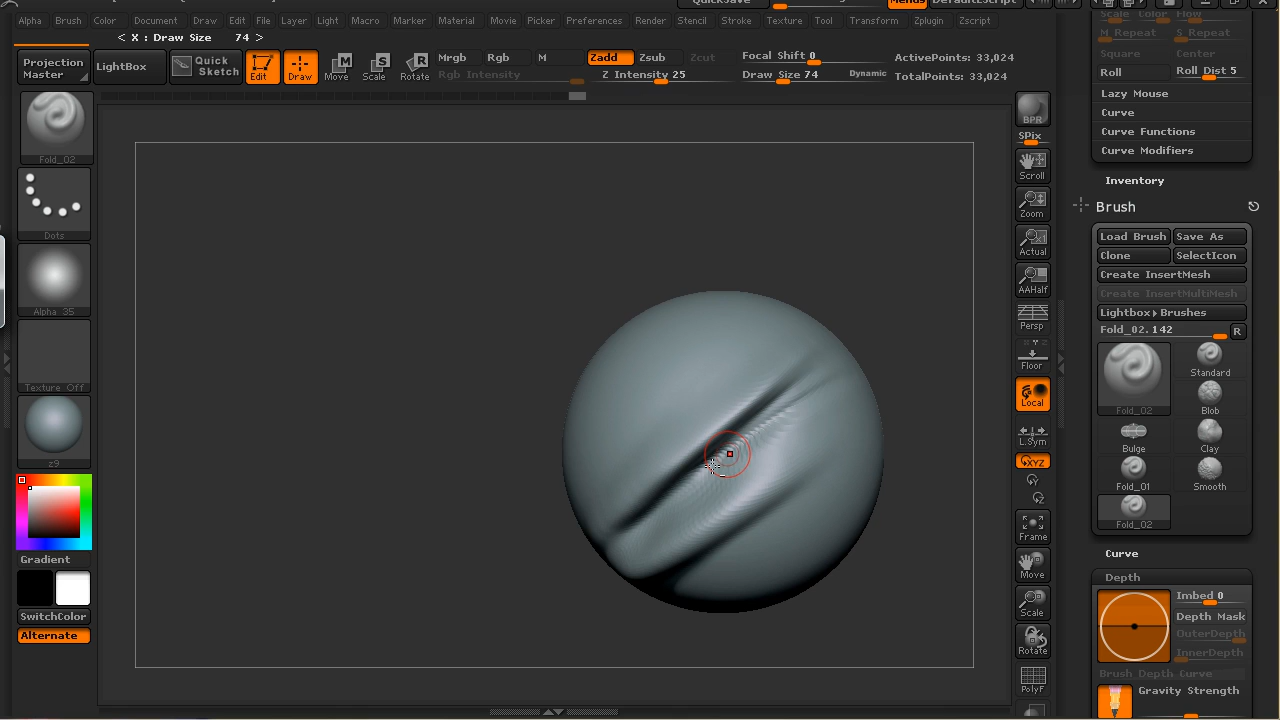 QuickSave Menus DefaultZScript
Alpha Brush Color Document Draw Edit File Layer Light Macro Marker Material Movie Picker Preferences Render Stencil Stroke Texture Tool Transform Zplugin Zscript
< X : Draw Size 74 >
Projection Master
LightBox
Quick Sketch
Edit Draw Move Scale Rotate
Mrgb Rgb M
Rgb Intensity
Zadd Zsub Zcut
Z Intensity 25
Focal Shift 0
Draw Size 74 Dynamic
ActivePoints: 33,024
TotalPoints: 33,024
Fold_02
Dots
Alpha 35
Texture Off
z9
Gradient
SwitchColor
Alternate
BPR
SPix
Scroll
Zoom
Actual
AAHalf
Persp
Floor
Local
L.Sym
XYZ
Y
Z
Frame
Move
Scale
Rotate
PolyF
Scale Color Flow
M Repeat S Repeat
Square Center
Roll Roll Dist 5
Lazy Mouse
Curve
Curve Functions
Curve Modifiers
Inventory
Brush
Load Brush Save As
Clone SelectIcon
Create InsertMesh
Create InsertMultiMesh
Lightbox▸Brushes
Fold_02. 142 R
Fold_02 Standard
Blob
Bulge Clay
Fold_01 Smooth
Fold_02
Curve
Depth
Imbed 0
Depth Mask
OuterDepth
InnerDepth
Brush Depth Curve
Gravity Strength